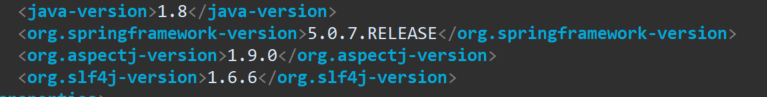 <java-version>1.8</java-version>
<org.springframework-version>5.0.7.RELEASE</org.springframework-version>
<org.aspectj-version>1.9.0</org.aspectj-version>
<org.slf4j-version>1.6.6</org.slf4j-version>